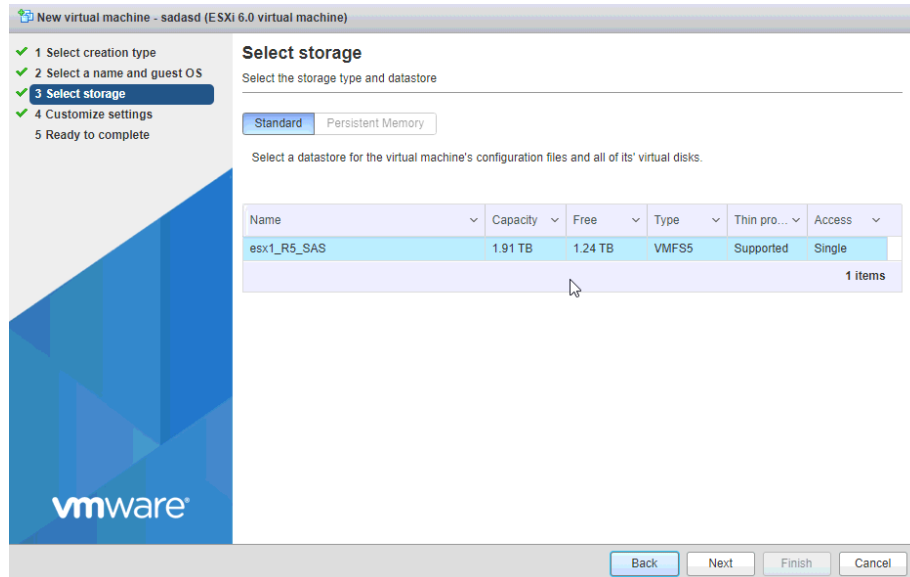 New virtual machine - sadasd (ESXi 6.0 virtual machine)
1 Select creation type
2 Select a name and guest OS
3 Select storage
4 Customize settings
5 Ready to complete
Select storage
Select the storage type and datastore
Standard Persistent Memory
Select a datastore for the virtual machine's configuration files and all of its' virtual disks.
Name Capacity Free Type Thin pro... Access
esx1_R5_SAS 1.91 TB 1.24 TB VMFS5 Supported Single
1 items
vmware®
Back Next Finish Cancel